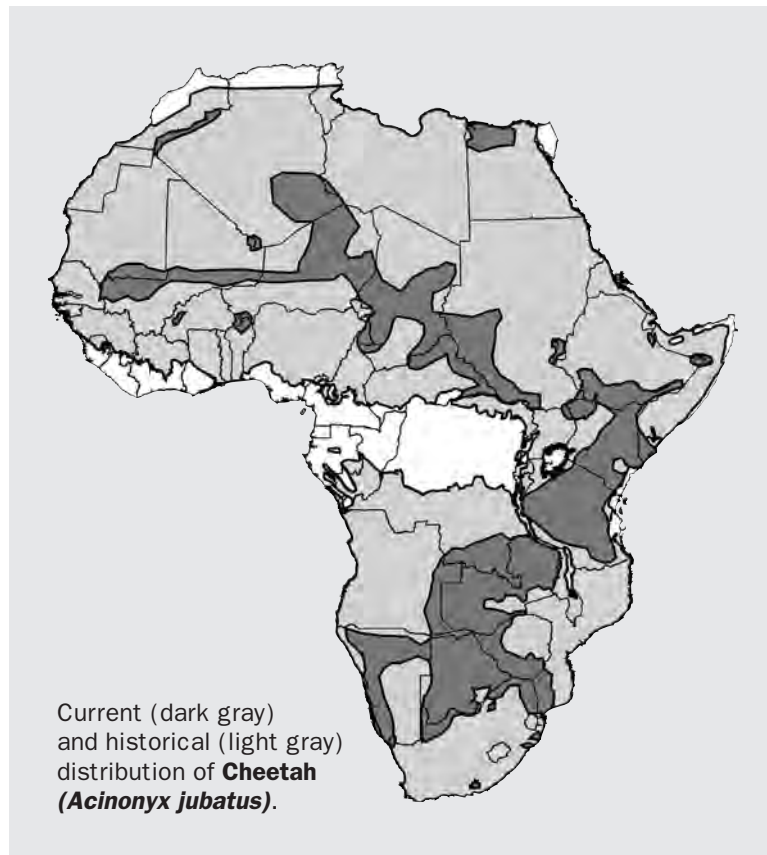 Current (dark gray)
and historical (light gray)
distribution of Cheetah
(Acinonyx jubatus).